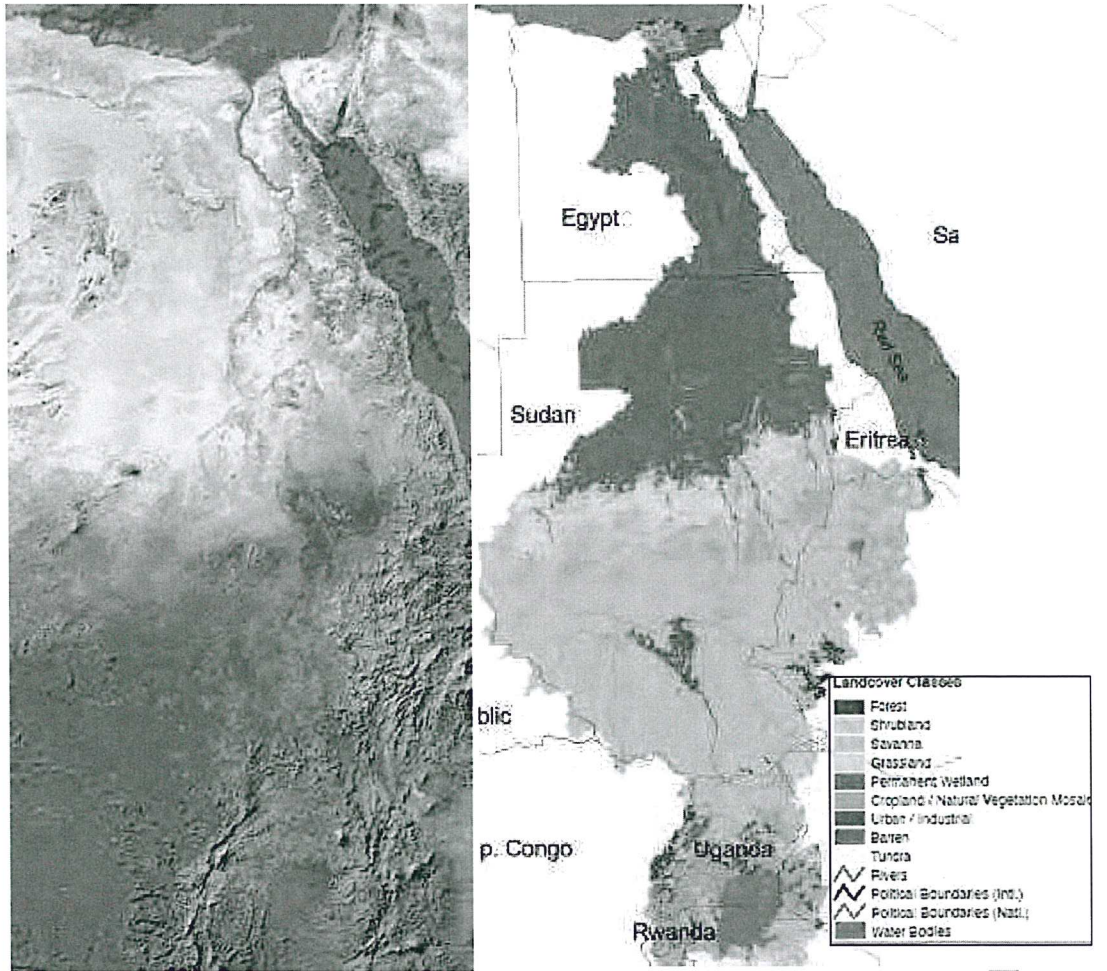 Egypt
Sa
Red Sea
Sudan
Eritrea
blic
p. Congo
Uganda
Rwanda
Landcover Classes
Forest
Shrubland
Savanna
Grassland
Permanent Wetland
Cropland / Natural Vegetation Mosaic
Urban / Industrial
Barren
Tundra
Rivers
Political Boundaries (Intl.)
Political Boundaries (Natl.)
Water Bodies